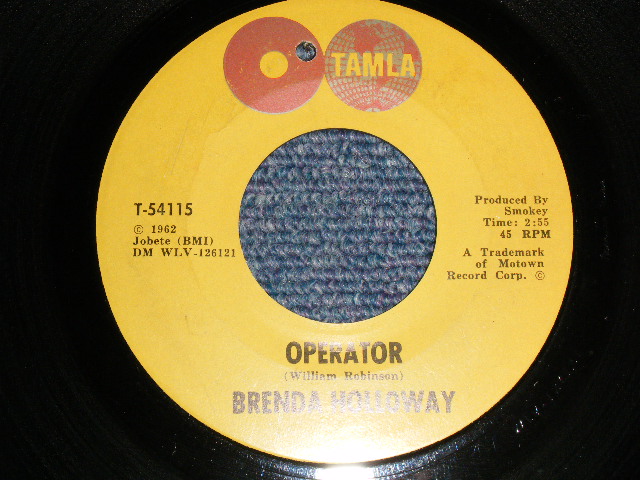 TAMLA
T-54115
© 1962
Jobete (BMI)
DM WLV-126121
Produced By
Smokey
Time: 2:55
45 RPM
A Trademark
of Motown
Record Corp. ©
OPERATOR
(William Robinson)
BRENDA HOLLOWAY